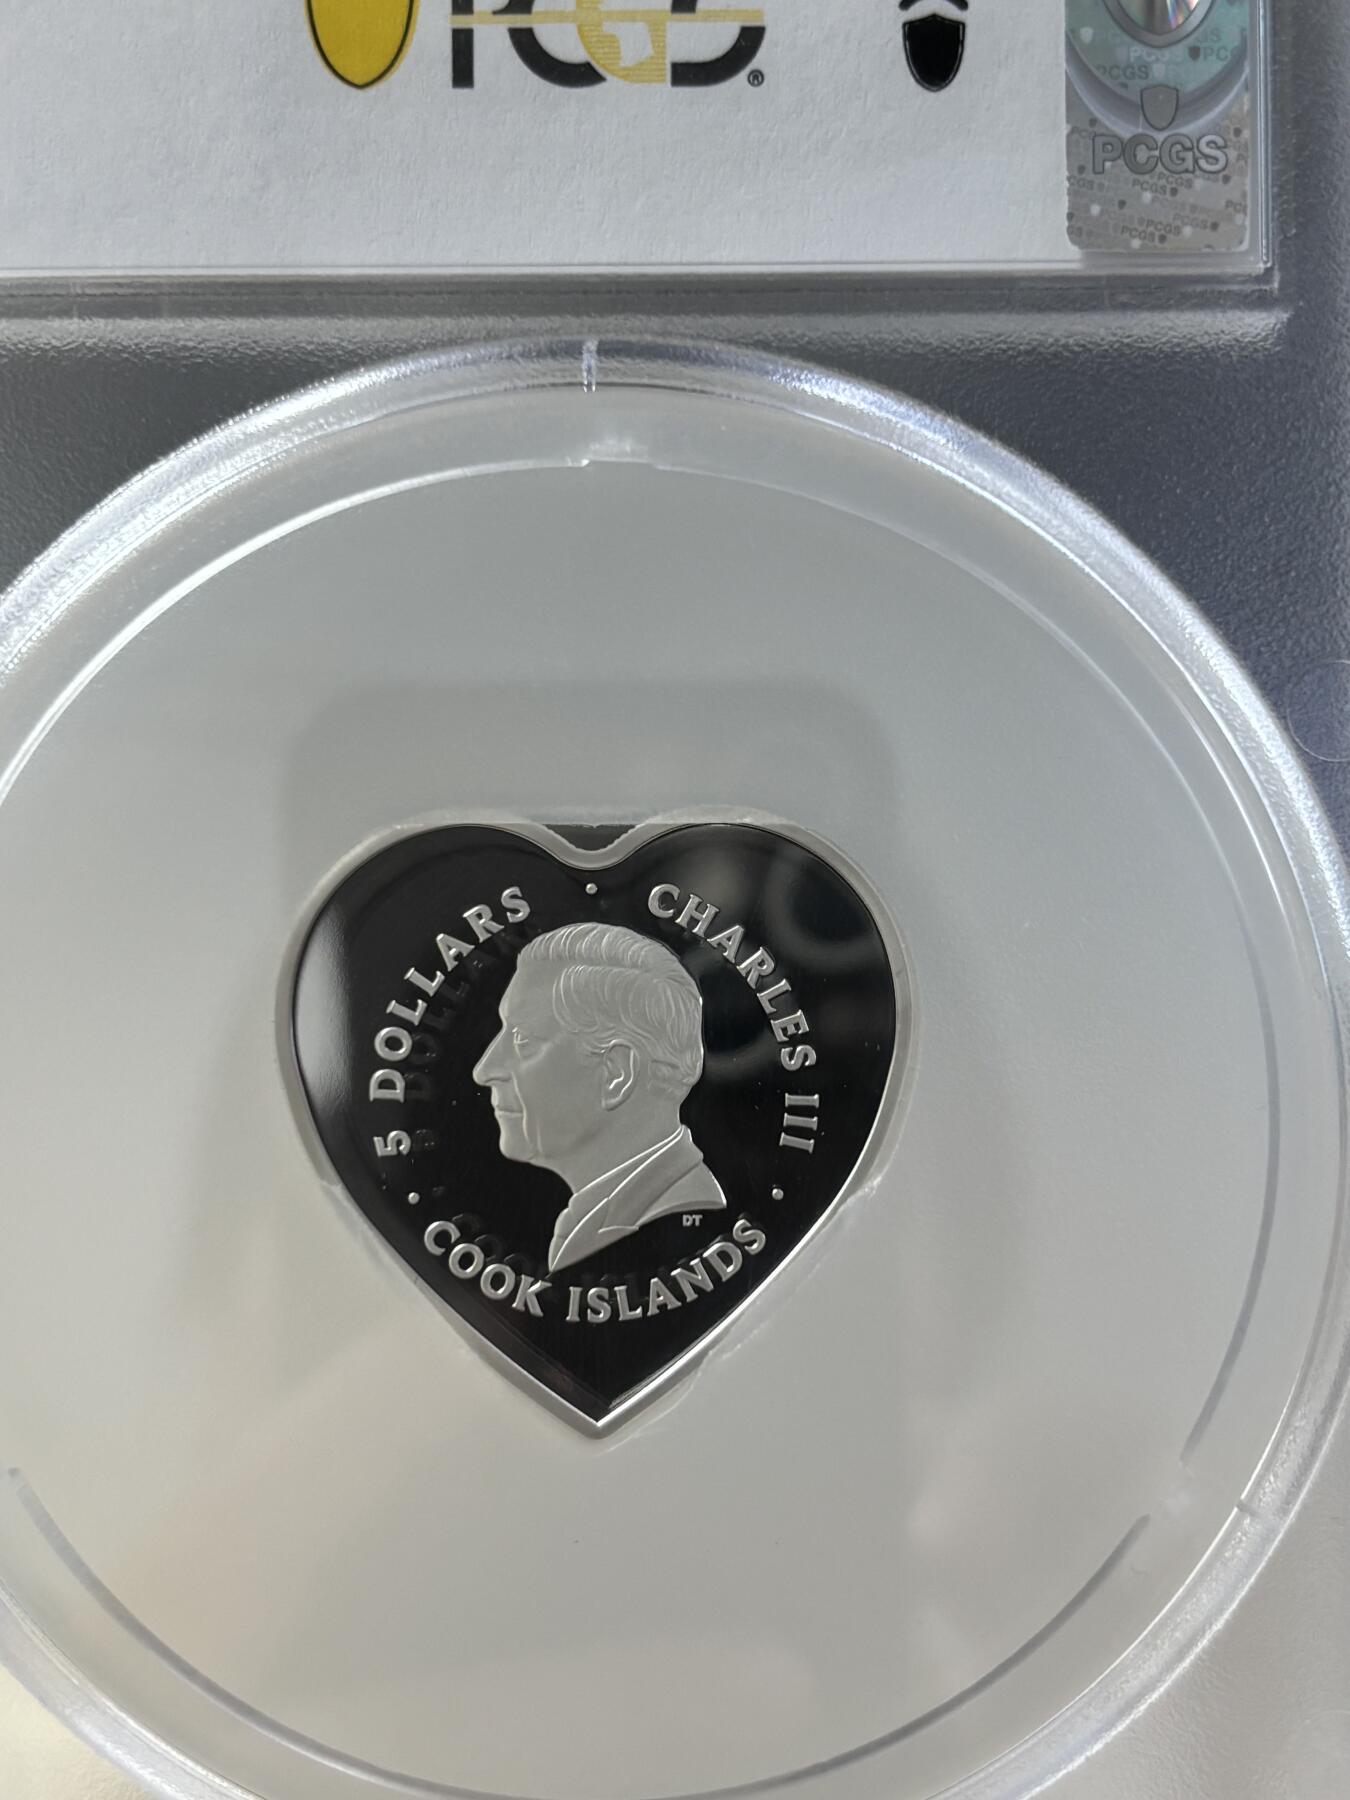 PCGS®
PCGS
5 DOLLARS • CHARLES III • COOK ISLANDS •
DT